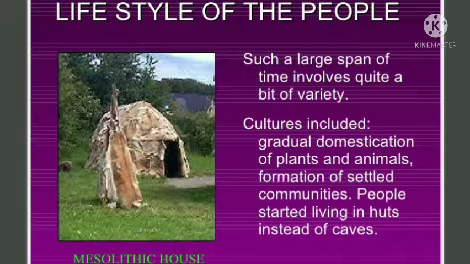 LIFE STYLE OF THE PEOPLE
KINEMASTER
Such a large span of
time involves quite a
bit of variety.
Cultures included:
gradual domestication
of plants and animals,
formation of settled
communities. People
started living in huts
instead of caves.
MESOLITHIC HOUSE